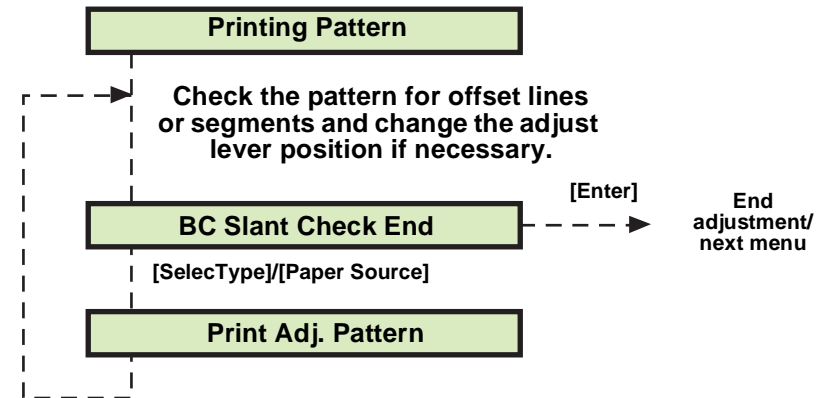 Printing Pattern
Check the pattern for offset lines
or segments and change the adjust
lever position if necessary.
[Enter]
BC Slant Check End
End
adjustment/
next menu
[SelecType]/[Paper Source]
Print Adj. Pattern